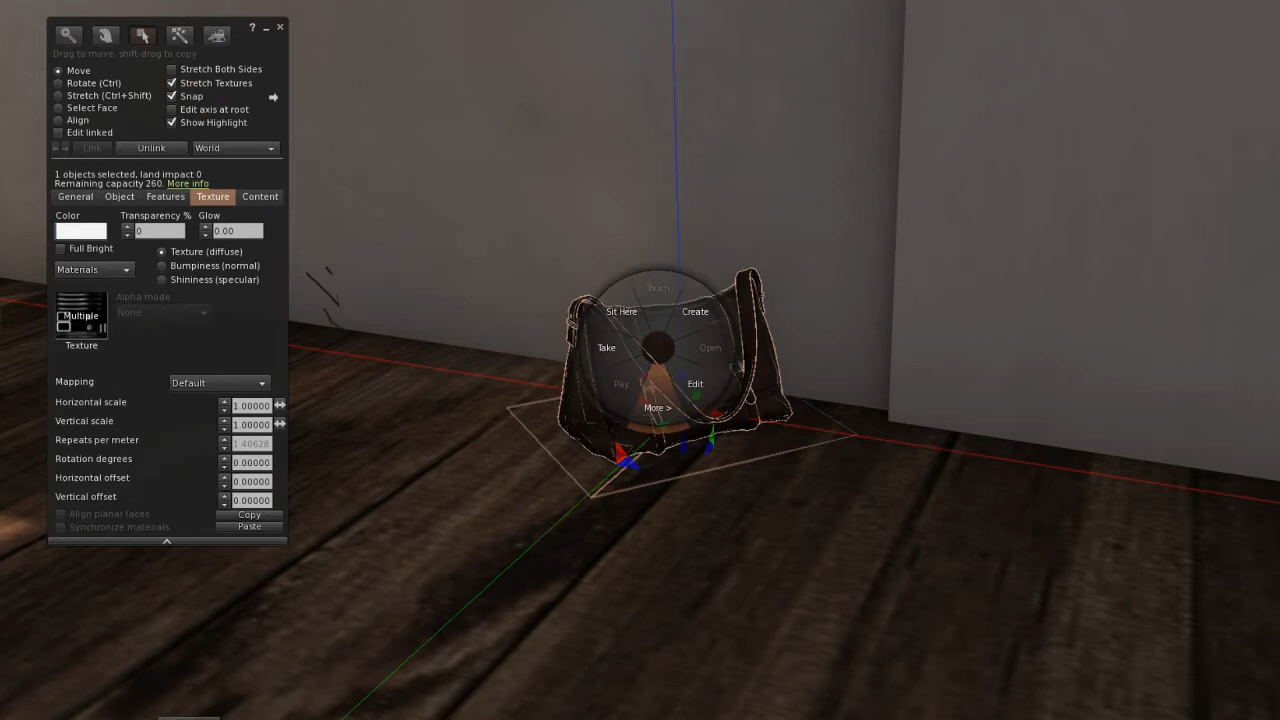 ?
Drag to move, shift-drag to copy
Move
Rotate (Ctrl)
Stretch (Ctrl+Shift)
Select Face
Align
Edit linked
Stretch Both Sides
Stretch Textures
Snap
Edit axis at root
Show Highlight
Link
Unlink
World
1 objects selected, land impact 0
Remaining capacity 260. More info
General Object Features Texture Content
Color Transparency % Glow
0 0.00
Full Bright
Materials
Texture (diffuse)
Bumpiness (normal)
Shininess (specular)
Multiple
Texture
Alpha mode
None
Mapping Default
Horizontal scale 1.00000
Vertical scale 1.00000
Repeats per meter 1.40628
Rotation degrees 0.00000
Horizontal offset 0.00000
Vertical offset 0.00000
Align planar faces Copy
Synchronize materials Paste
Touch
Sit Here Create
Take Open
Pay Edit
More >